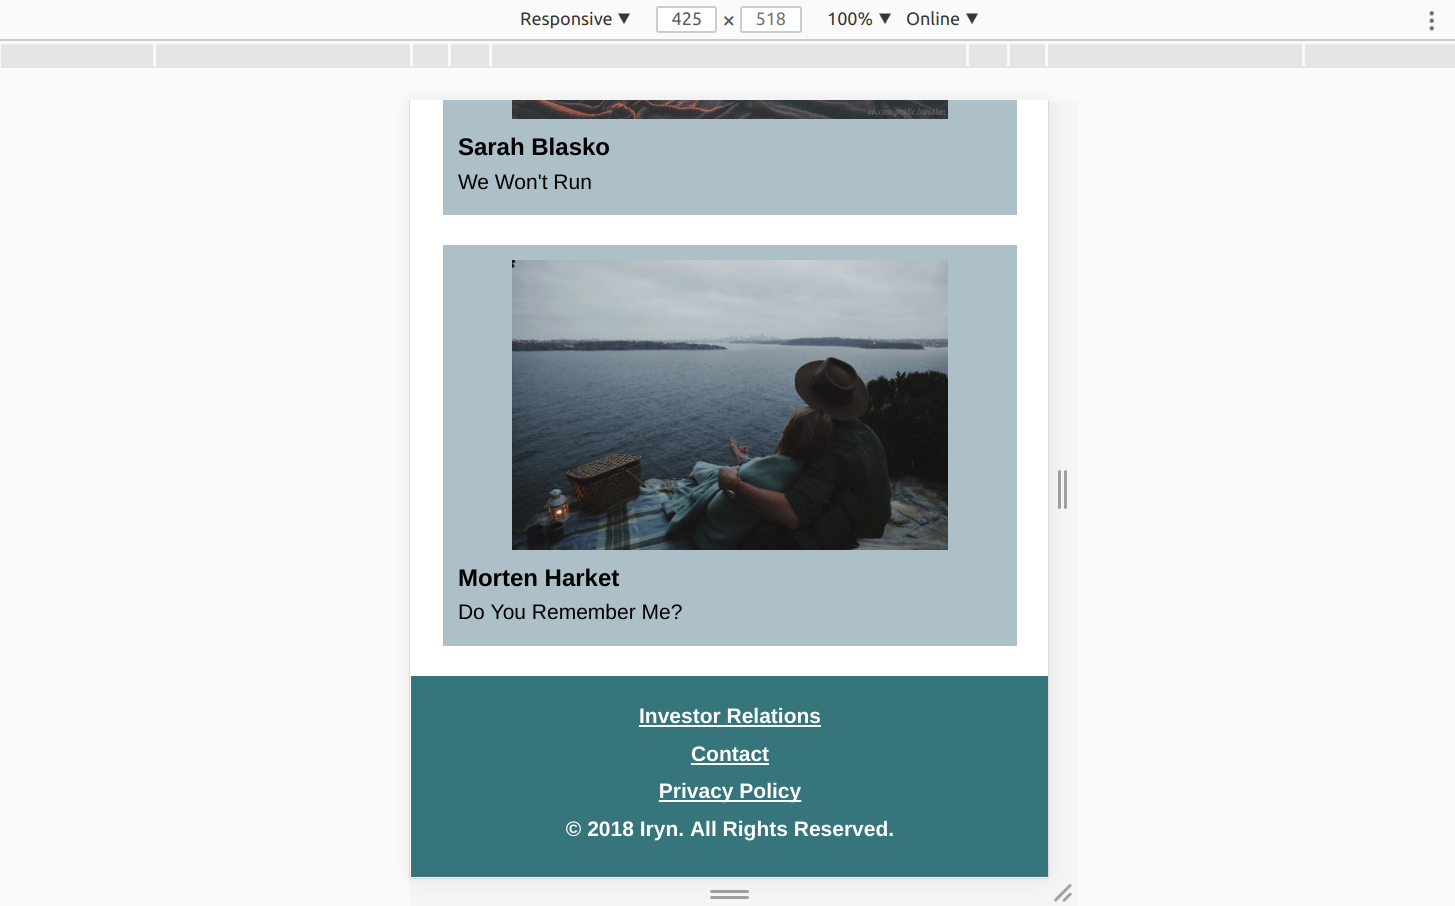 Responsive ▼ 425 × 518 100% ▼ Online ▼
Sarah Blasko
We Won't Run
Morten Harket
Do You Remember Me?
Investor Relations
Contact
Privacy Policy
© 2018 Iryn. All Rights Reserved.